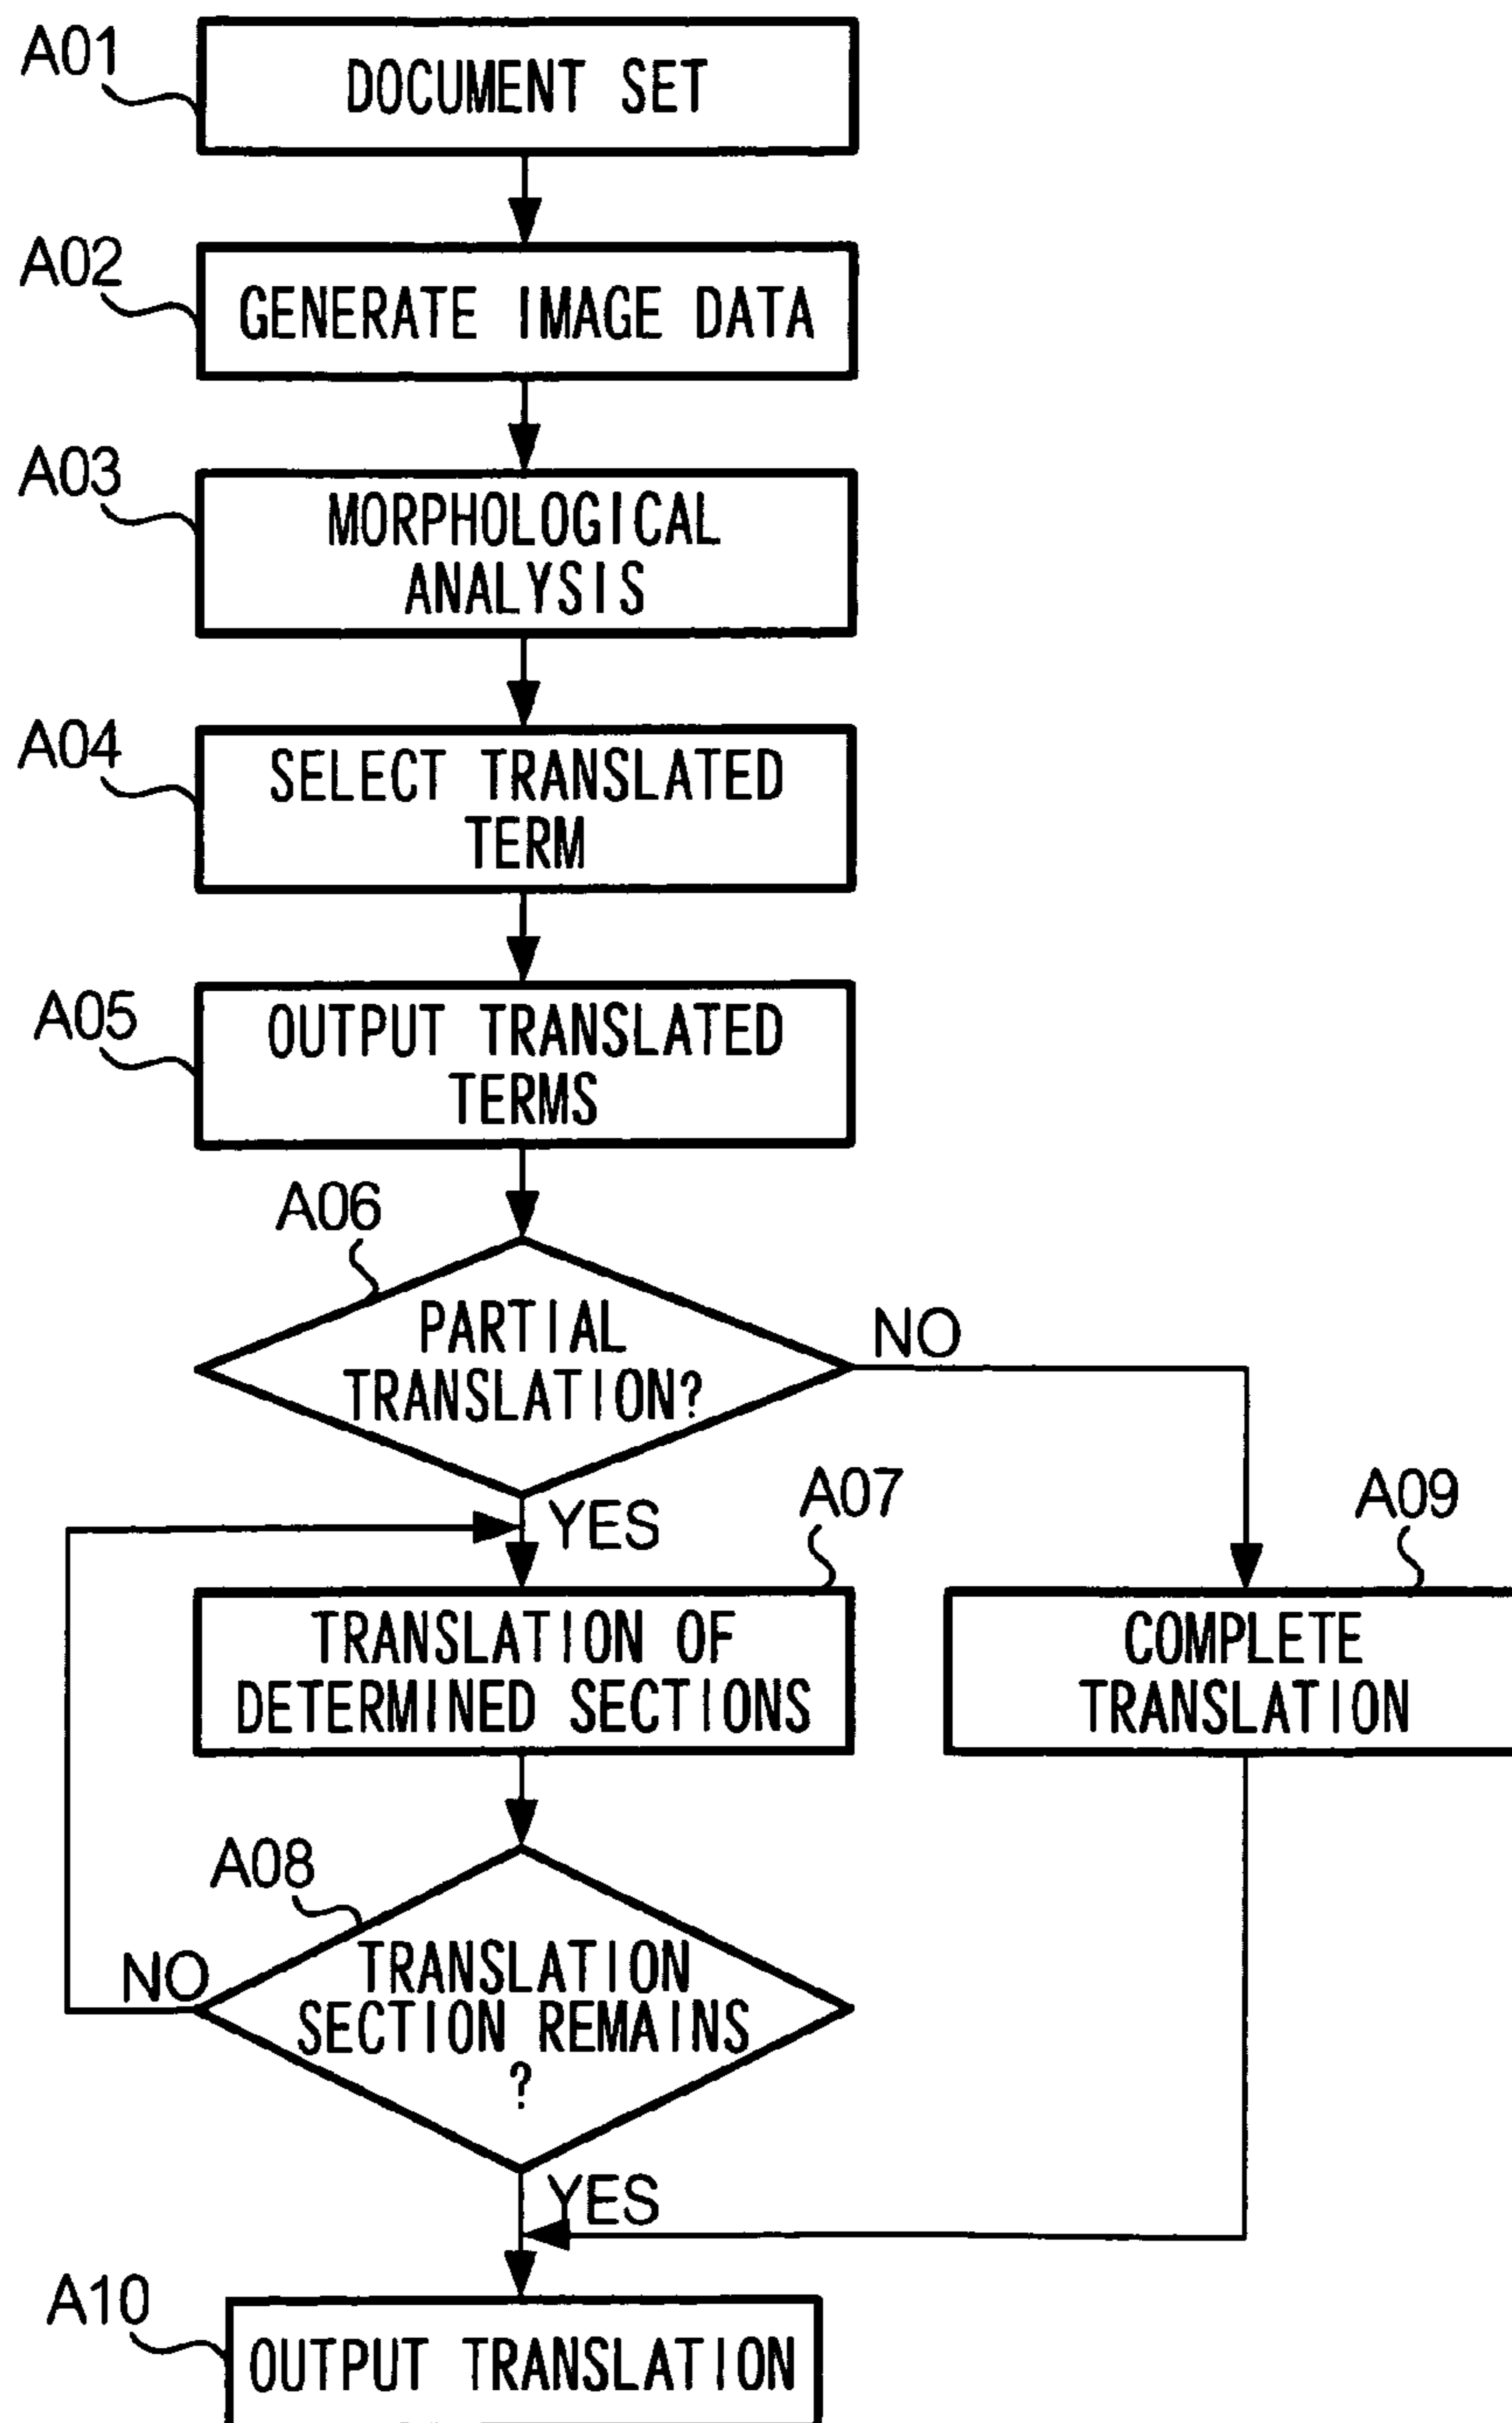 A01
DOCUMENT SET
A02
GENERATE IMAGE DATA
A03
MORPHOLOGICAL
ANALYSIS
A04
SELECT TRANSLATED
TERM
A05
OUTPUT TRANSLATED
TERMS
A06
PARTIAL
TRANSLATION?
NO
YES
A07
TRANSLATION OF
DETERMINED SECTIONS
A09
COMPLETE
TRANSLATION
A08
TRANSLATION
SECTION REMAINS
?
NO
YES
A10
OUTPUT TRANSLATION